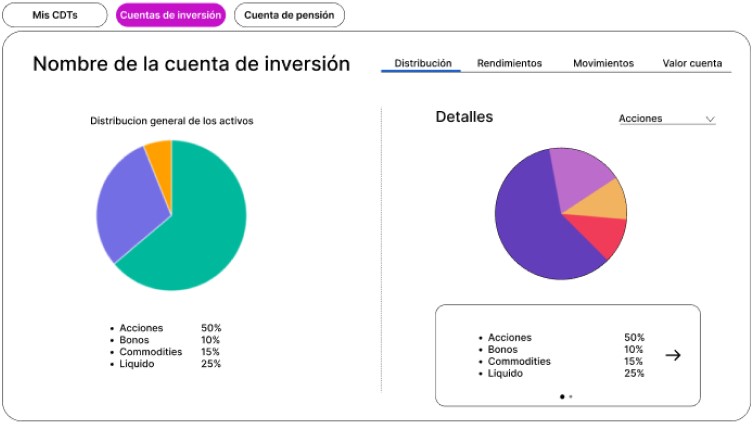 Mis CDTs
Cuentas de inversión
Cuenta de pensión
Nombre de la cuenta de inversión
Distribución
Rendimientos
Movimientos
Valor cuenta
Distribucion general de los activos
• Acciones 50%
• Bonos 10%
• Commodities 15%
• Liquido 25%
Detalles
Acciones
• Acciones 50%
• Bonos 10%
• Commodities 15%
• Liquido 25%